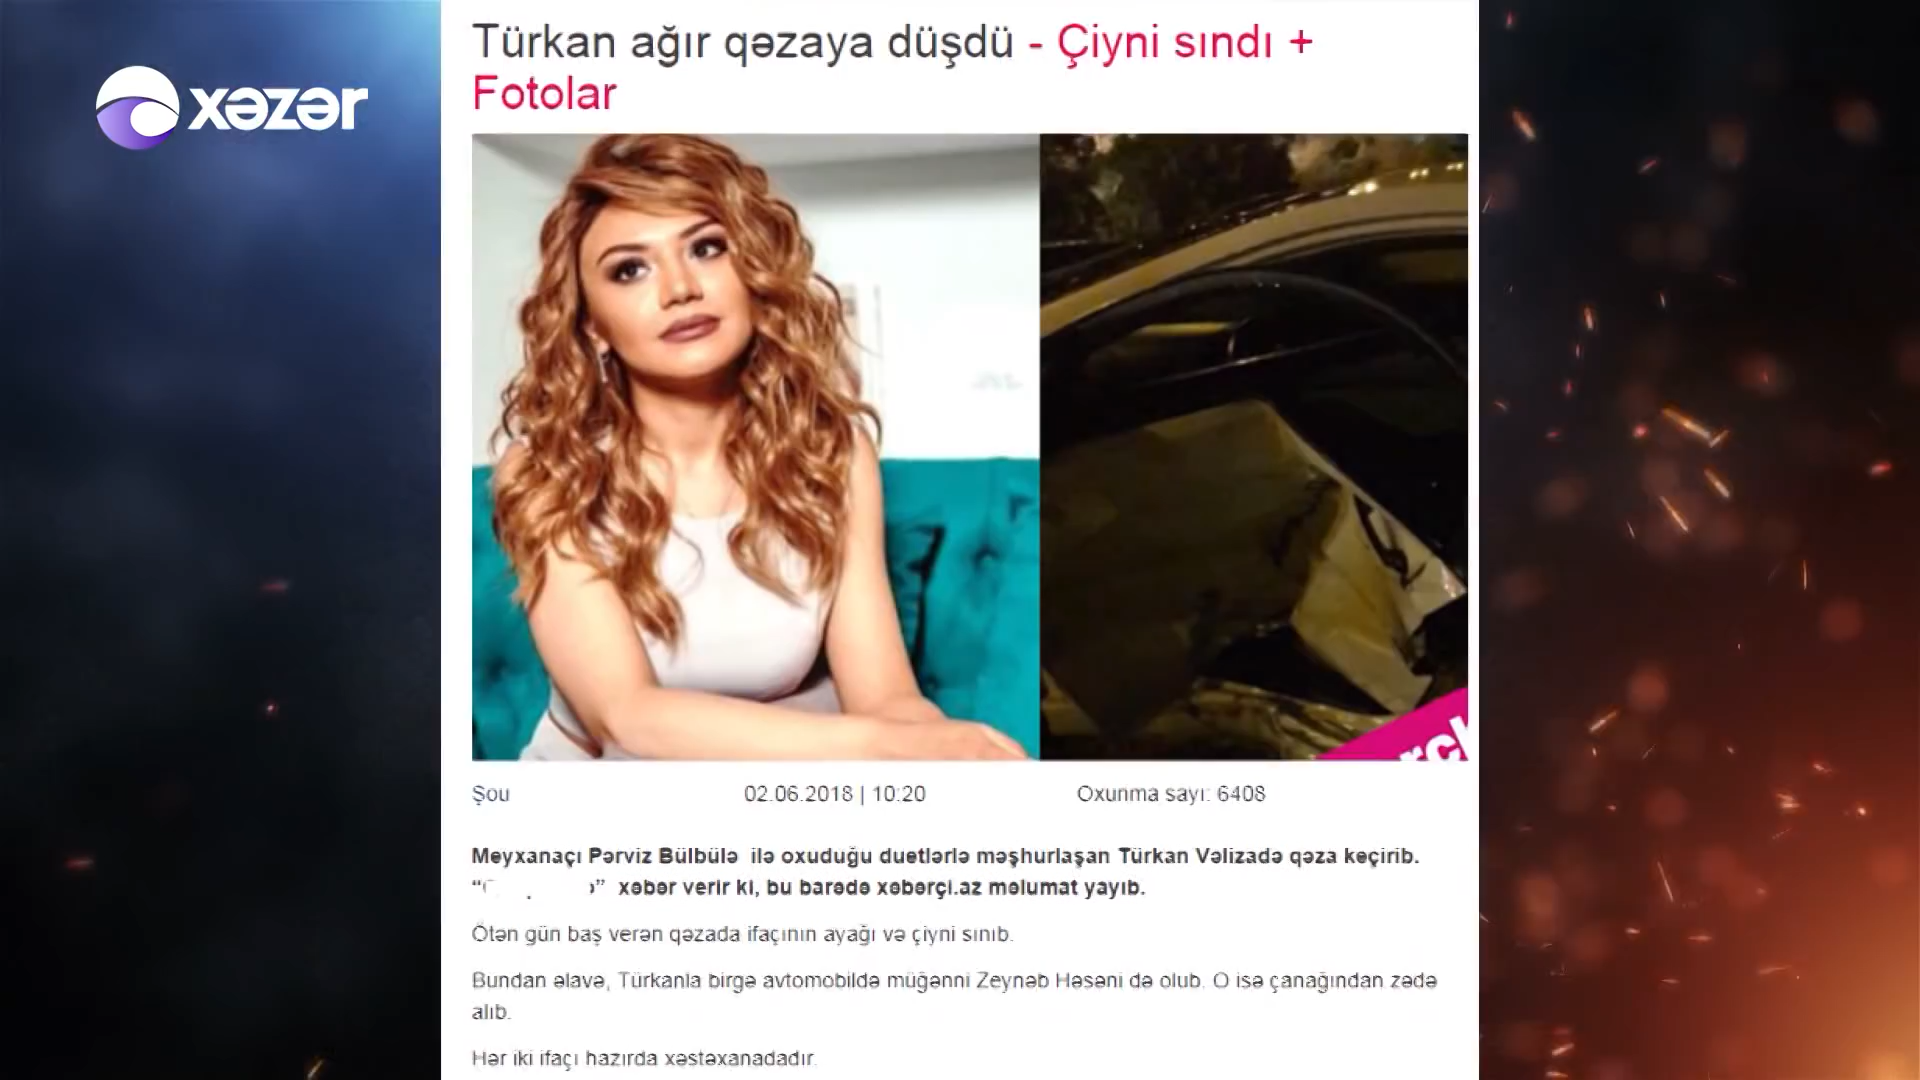 xəzər
Türkan ağır qəzaya düşdü - Çiyni sındı +
Fotolar
Şou
02.06.2018 | 10:20
Oxunma sayı: 6408
Meyxanaçı Pərviz Bülbülə ilə oxuduğu duetlərlə məşhurlaşan Türkan Vəlizadə qəza keçirib.
xəbər verir ki, bu barədə xəbərçi.az məlumat yayıb.
Ötən gün baş verən qəzada ifaçının ayağı və çiyni sınıb.
Bundan əlavə, Türkanla birgə avtomobildə müğənni Zeynəb Həsəni də olub. O isə çanağından zədə
alıb.
Hər iki ifaçı hazırda xəstəxanadadır.